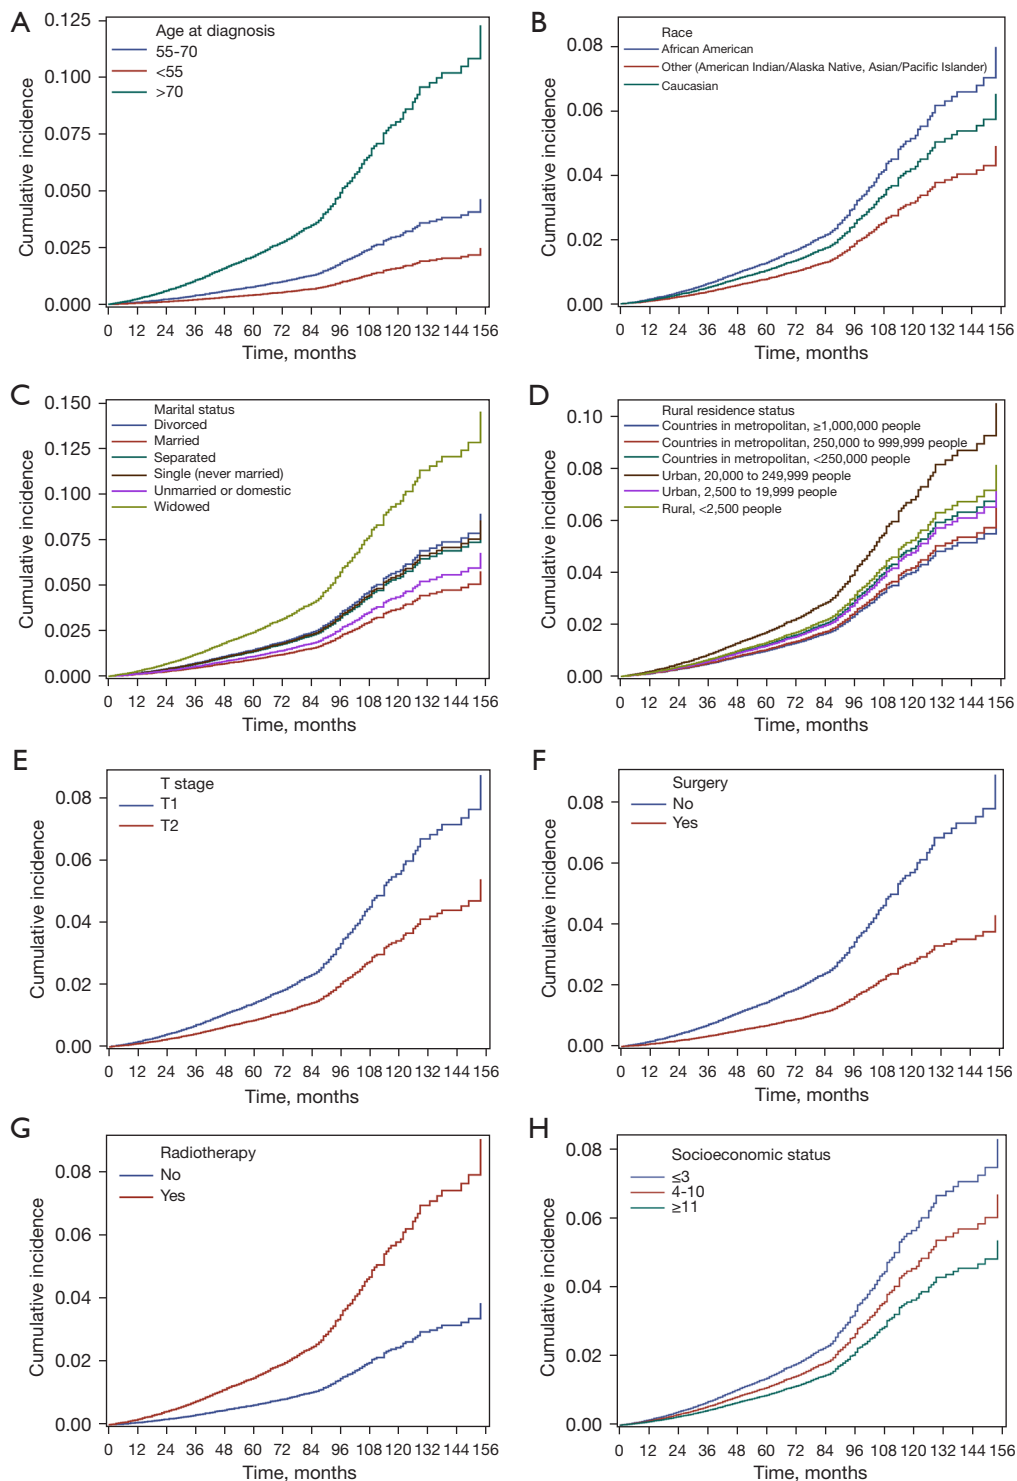 A
Age at diagnosis
55-70
<55
>70
0.125
0.100
0.075
0.050
0.025
0.000
Cumulative incidence
0 12 24 36 48 60 72 84 96 108 120 132 144 156
Time, months
B
Race
African American
Other (American Indian/Alaska Native, Asian/Pacific Islander)
Caucasian
0.08
0.06
0.04
0.02
0.00
Cumulative incidence
0 12 24 36 48 60 72 84 96 108 120 132 144 156
Time, months
C
Marital status
Divorced
Married
Separated
Single (never married)
Unmarried or domestic
Widowed
0.150
0.125
0.100
0.075
0.050
0.025
0.000
Cumulative incidence
0 12 24 36 48 60 72 84 96 108 120 132 144 156
Time, months
D
Rural residence status
Countries in metropolitan, ≥1,000,000 people
Countries in metropolitan, 250,000 to 999,999 people
Countries in metropolitan, <250,000 people
Urban, 20,000 to 249,999 people
Urban, 2,500 to 19,999 people
Rural, <2,500 people
0.10
0.08
0.06
0.04
0.02
0.00
Cumulative incidence
0 12 24 36 48 60 72 84 96 108 120 132 144 156
Time, months
E
T stage
T1
T2
0.08
0.06
0.04
0.02
0.00
Cumulative incidence
0 12 24 36 48 60 72 84 96 108 120 132 144 156
Time, months
F
Surgery
No
Yes
0.08
0.06
0.04
0.02
0.00
Cumulative incidence
0 12 24 36 48 60 72 84 96 108 120 132 144 156
Time, months
G
Radiotherapy
No
Yes
0.08
0.06
0.04
0.02
0.00
Cumulative incidence
0 12 24 36 48 60 72 84 96 108 120 132 144 156
Time, months
H
Socioeconomic status
≤3
4-10
≥11
0.08
0.06
0.04
0.02
0.00
Cumulative incidence
0 12 24 36 48 60 72 84 96 108 120 132 144 156
Time, months